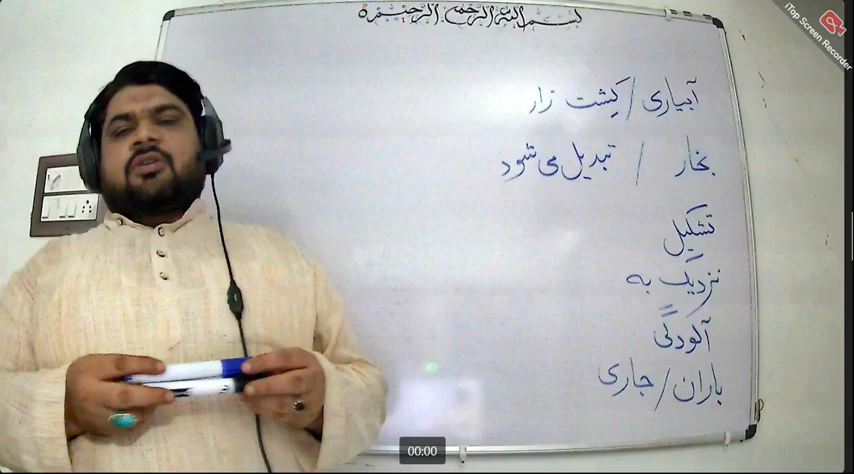 بسم الله الرحمن الرحیم
آبیاری / کِشت زار
بخار / تبدیل می شود
تشکیل
نزدیک به
آلودگی
باران / جاری
iTop Screen Recorder
00:00